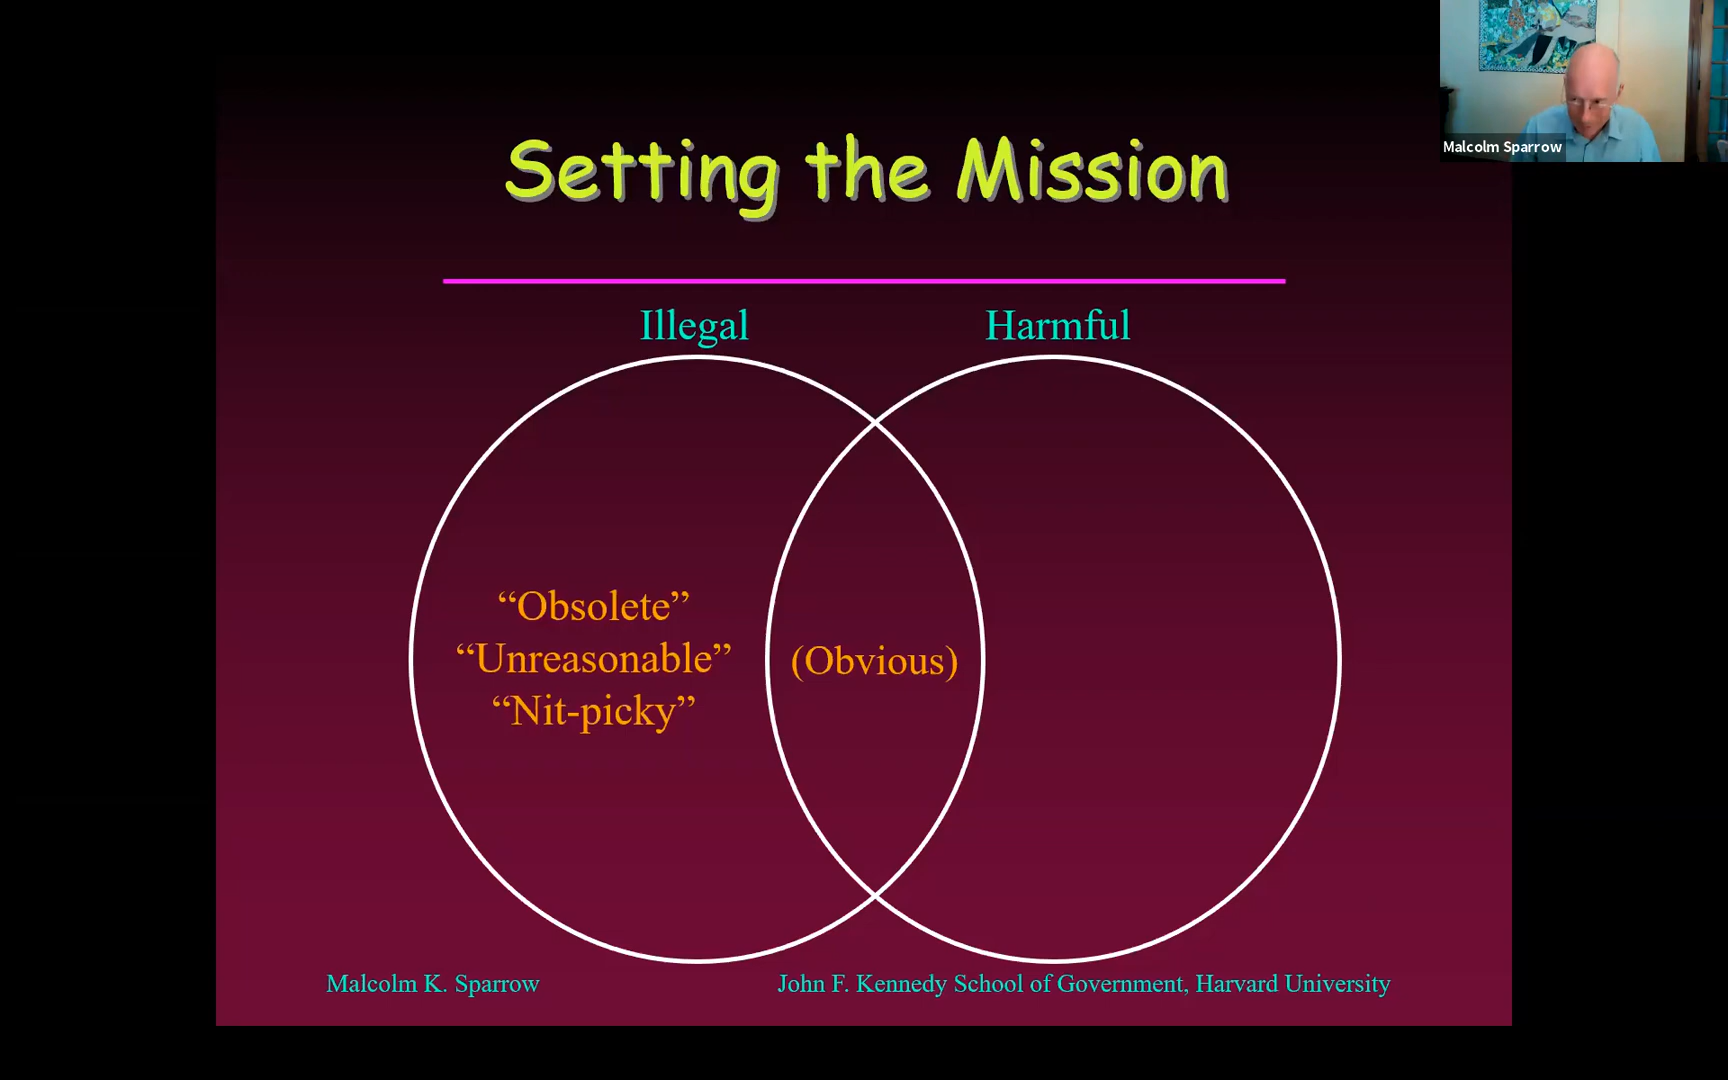 Malcolm Sparrow
Setting the Mission
Illegal
Harmful
“Obsolete”
“Unreasonable”
“Nit-picky”
(Obvious)
Malcolm K. Sparrow
John F. Kennedy School of Government, Harvard University